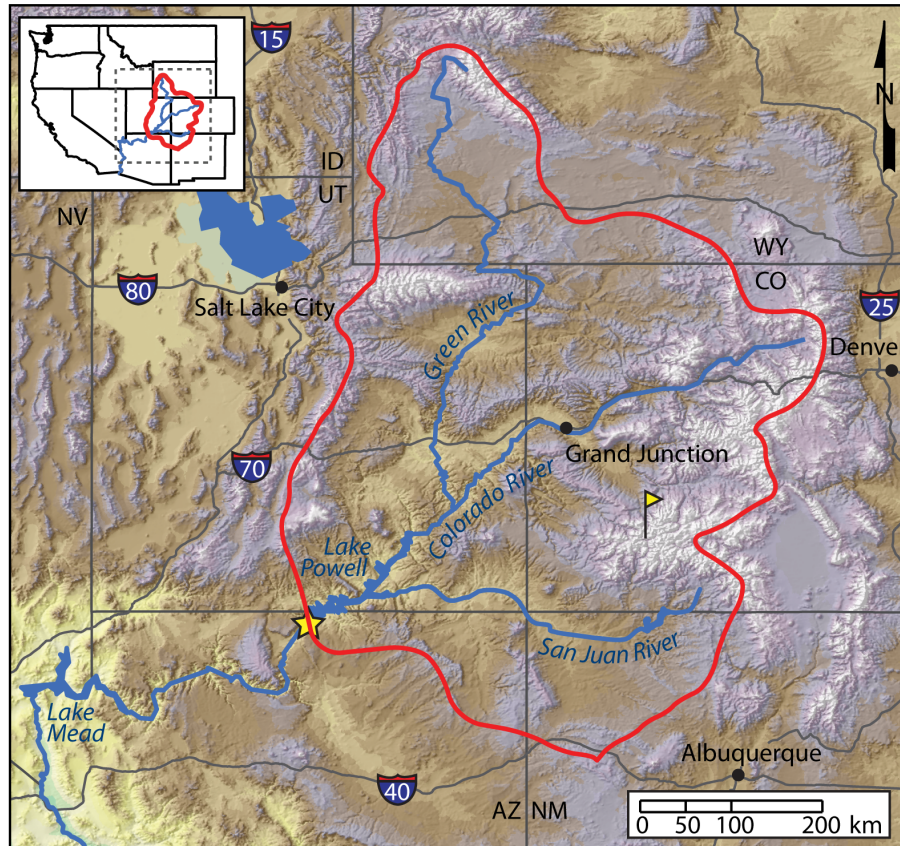 15
N
ID
UT
NV
WY
CO
80
Salt Lake City
25
Green River
Denve
Grand Junction
70
Colorado River
Lake
Powell
San Juan River
Lake
Mead
Albuquerque
40
AZ
NM
0 50 100 200 km